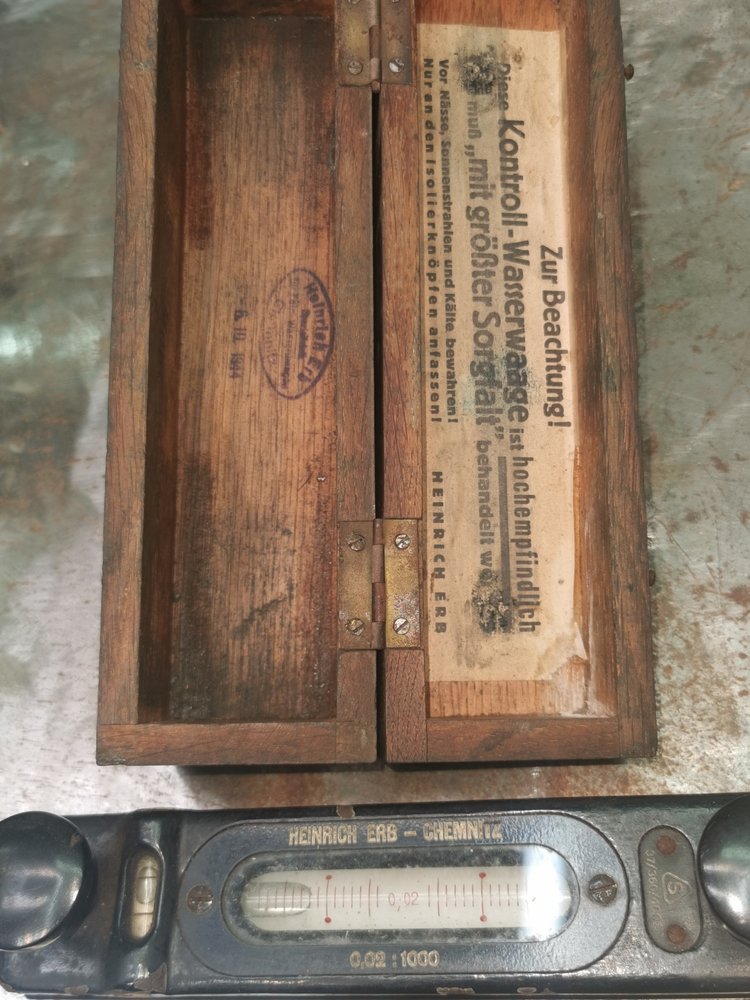 Zur Beachtung!
Diese Kontroll-Wasserwaage ist hochempfindlich
muß „mit größter Sorgfalt” behandelt
Vor Nässe, Sonnenstrahlen und Kälte bewahren!
Nur an den Isolierknöpfen anfassen! HEINRICH ERB
Heinrich Erb
HEINRICH ERB - CHEMNITZ
0,02
0,02 : 1000